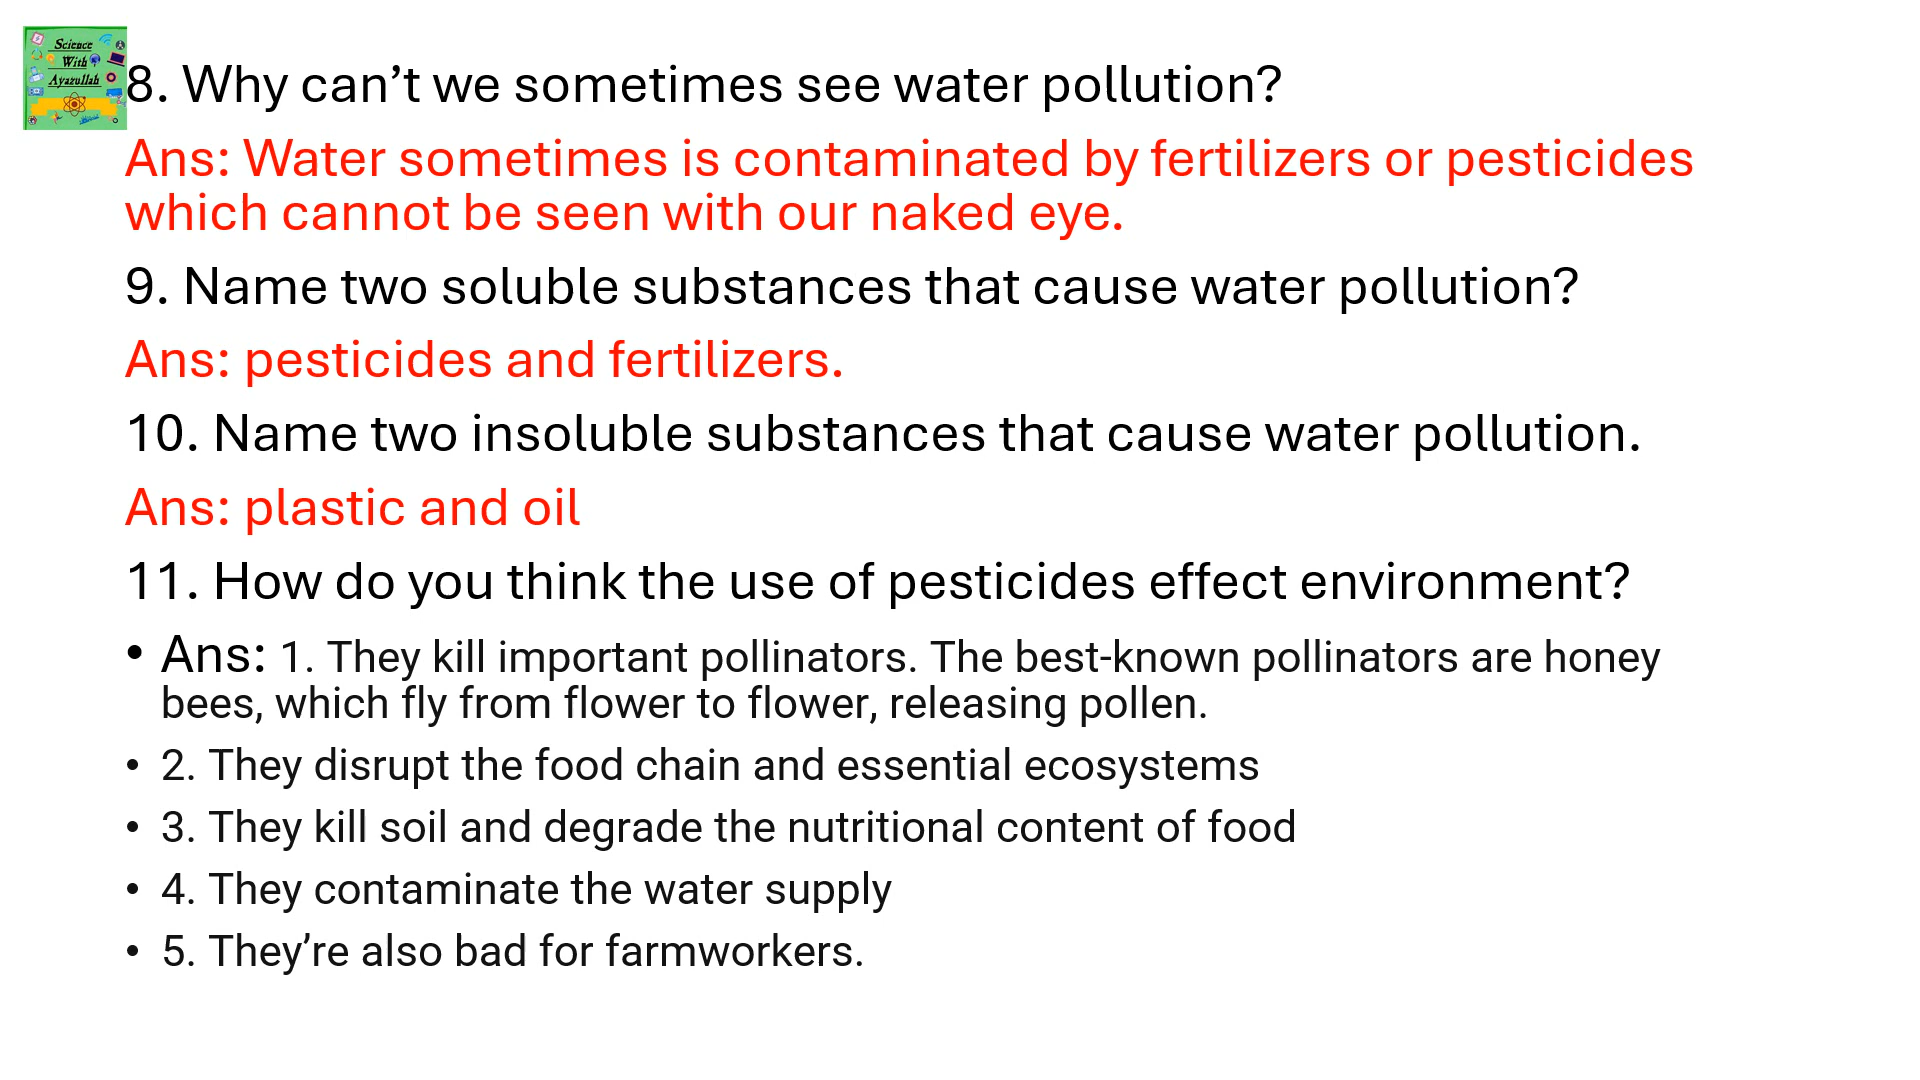 Science
With
Ayazullah
8. Why can’t we sometimes see water pollution?
Ans: Water sometimes is contaminated by fertilizers or pesticides
which cannot be seen with our naked eye.
9. Name two soluble substances that cause water pollution?
Ans: pesticides and fertilizers.
10. Name two insoluble substances that cause water pollution.
Ans: plastic and oil
11. How do you think the use of pesticides effect environment?
• Ans: 1. They kill important pollinators. The best-known pollinators are honey
bees, which fly from flower to flower, releasing pollen.
• 2. They disrupt the food chain and essential ecosystems
• 3. They kill soil and degrade the nutritional content of food
• 4. They contaminate the water supply
• 5. They’re also bad for farmworkers.